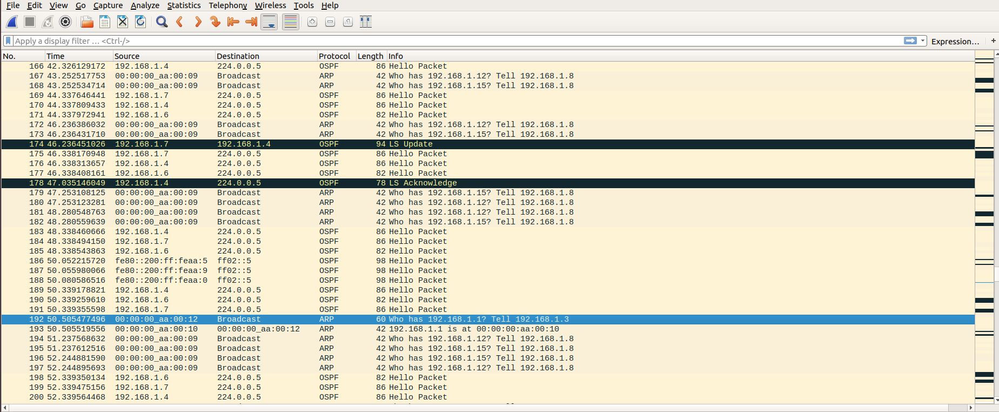 File Edit View Go Capture Analyze Statistics Telephony Wireless Tools Help
Apply a display filter … <Ctrl-/> Expression… +
No. Time Source Destination Protocol Length Info
166 42.326129172 192.168.1.4 224.0.0.5 OSPF 86 Hello Packet
167 43.252517753 00:00:00_aa:00:09 Broadcast ARP 42 Who has 192.168.1.12? Tell 192.168.1.8
168 43.252534714 00:00:00_aa:00:09 Broadcast ARP 42 Who has 192.168.1.15? Tell 192.168.1.8
169 44.337646441 192.168.1.7 224.0.0.5 OSPF 86 Hello Packet
170 44.337809433 192.168.1.4 224.0.0.5 OSPF 86 Hello Packet
171 44.337972941 192.168.1.6 224.0.0.5 OSPF 82 Hello Packet
172 46.236386032 00:00:00_aa:00:09 Broadcast ARP 42 Who has 192.168.1.12? Tell 192.168.1.8
173 46.236431710 00:00:00_aa:00:09 Broadcast ARP 42 Who has 192.168.1.15? Tell 192.168.1.8
174 46.236451026 192.168.1.7 192.168.1.4 OSPF 94 LS Update
175 46.338170948 192.168.1.7 224.0.0.5 OSPF 86 Hello Packet
176 46.338313657 192.168.1.4 224.0.0.5 OSPF 86 Hello Packet
177 46.338408161 192.168.1.6 224.0.0.5 OSPF 82 Hello Packet
178 47.035146049 192.168.1.4 224.0.0.5 OSPF 78 LS Acknowledge
179 47.253108125 00:00:00_aa:00:09 Broadcast ARP 42 Who has 192.168.1.15? Tell 192.168.1.8
180 47.253123281 00:00:00_aa:00:09 Broadcast ARP 42 Who has 192.168.1.12? Tell 192.168.1.8
181 48.280548763 00:00:00_aa:00:09 Broadcast ARP 42 Who has 192.168.1.12? Tell 192.168.1.8
182 48.280559639 00:00:00_aa:00:09 Broadcast ARP 42 Who has 192.168.1.15? Tell 192.168.1.8
183 48.338460666 192.168.1.4 224.0.0.5 OSPF 86 Hello Packet
184 48.338494150 192.168.1.7 224.0.0.5 OSPF 86 Hello Packet
185 48.338543863 192.168.1.6 224.0.0.5 OSPF 82 Hello Packet
186 50.052215720 fe80::200:ff:feaa:5 ff02::5 OSPF 98 Hello Packet
187 50.055980066 fe80::200:ff:feaa:9 ff02::5 OSPF 98 Hello Packet
188 50.080586516 fe80::200:ff:feaa:0 ff02::5 OSPF 98 Hello Packet
189 50.339178821 192.168.1.4 224.0.0.5 OSPF 86 Hello Packet
190 50.339259610 192.168.1.6 224.0.0.5 OSPF 82 Hello Packet
191 50.339355598 192.168.1.7 224.0.0.5 OSPF 86 Hello Packet
192 50.505477496 00:00:00_aa:00:12 Broadcast ARP 60 Who has 192.168.1.1? Tell 192.168.1.3
193 50.505519556 00:00:00_aa:00:10 00:00:00_aa:00:12 ARP 42 192.168.1.1 is at 00:00:00:aa:00:10
194 51.237568632 00:00:00_aa:00:09 Broadcast ARP 42 Who has 192.168.1.12? Tell 192.168.1.8
195 51.237612516 00:00:00_aa:00:09 Broadcast ARP 42 Who has 192.168.1.15? Tell 192.168.1.8
196 52.244881590 00:00:00_aa:00:09 Broadcast ARP 42 Who has 192.168.1.15? Tell 192.168.1.8
197 52.244895693 00:00:00_aa:00:09 Broadcast ARP 42 Who has 192.168.1.12? Tell 192.168.1.8
198 52.339350134 192.168.1.6 224.0.0.5 OSPF 82 Hello Packet
199 52.339475156 192.168.1.7 224.0.0.5 OSPF 86 Hello Packet
200 52.339564468 192.168.1.4 224.0.0.5 OSPF 86 Hello Packet